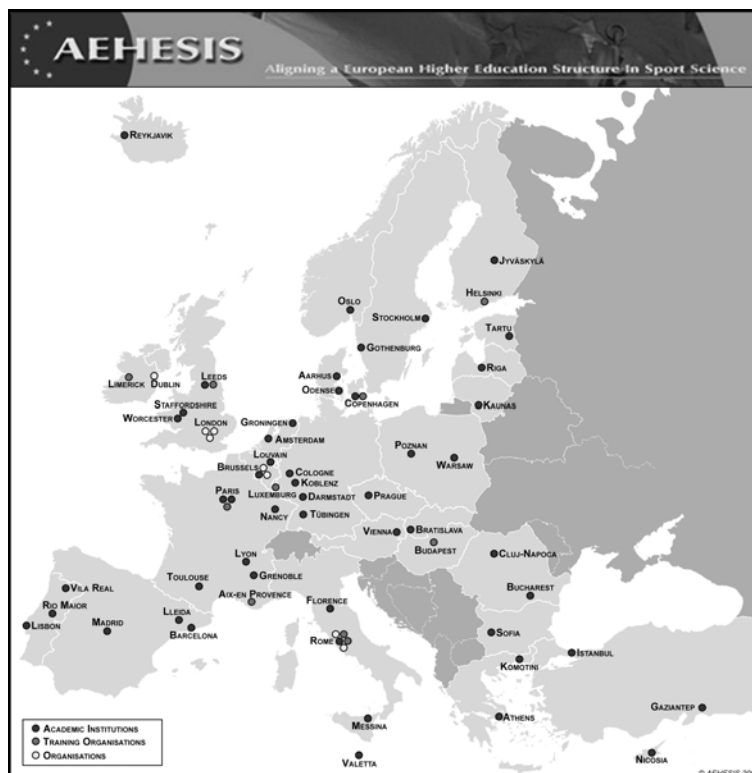 AEHESIS
Aligning a European Higher Education Structure In Sport Science
REYKJAVIK
JYVÄSKYLÄ
HELSINKI
OSLO
STOCKHOLM
TARTU
GOTHENBURG
RIGA
AARHUS
ODENSE
COPENHAGEN
KAUNAS
LIMERICK
DUBLIN
LEEDS
STAFFORDSHIRE
WORCESTER
LONDON
GRONINGEN
AMSTERDAM
POZNAN
WARSAW
LOUVAIN
BRUSSELS
COLOGNE
KOBLENZ
LUXEMBURG
DARMSTADT
PRAGUE
PARIS
NANCY
TÜBINGEN
VIENNA
BRATISLAVA
BUDAPEST
CLUJ-NAPOCA
LYON
GRENOBLE
TOULOUSE
AIX-EN PROVENCE
BUCHAREST
VILA REAL
RIO MAIOR
LISBON
MADRID
LLEIDA
BARCELONA
FLORENCE
ROME
SOFIA
KOMOTINI
ISTANBUL
GAZIANTEP
ATHENS
MESSINA
VALETTA
NICOSIA
ACADEMIC INSTITUTIONS
TRAINING ORGANISATIONS
ORGANISATIONS
© AEHESIS 20